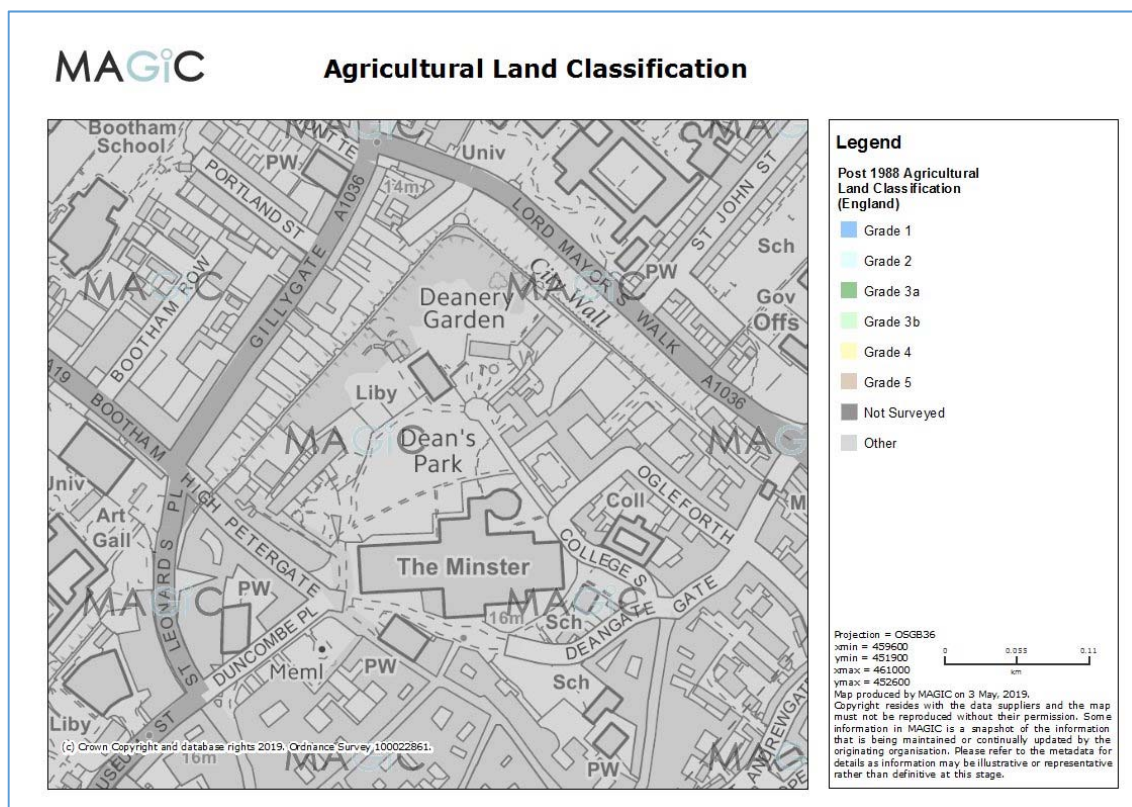 MAGiC
Agricultural Land Classification
Bootham
School
PW
PORTLAND ST
BOOTHAM ROW
GILLYGATE
A1036
14m
Univ
LORD MAYOR'S WALK
A1036
City Wall
ST JOHN ST
Sch
PW
Gov
Offs
Deanery
Garden
Liby
Dean's
Park
A19
BOOTHAM
Univ
Art
Gall
HIGH PETERGATE
ST LEONARD'S PL
PW
DUNCOMBE PL
Meml
The Minster
Coll
OGLEFORTH
COLLEGE S
DEANGATE
GATE
16m
Sch
PW
Sch
PW
Liby
MUSEUM ST
16m
MAGiC
MAGiC
MAGiC
MAGiC
MAGiC
MAGiC
(c) Crown Copyright and database rights 2019. Ordnance Survey 100022861.
Legend
Post 1988 Agricultural
Land Classification
(England)
Grade 1
Grade 2
Grade 3a
Grade 3b
Grade 4
Grade 5
Not Surveyed
Other
Projection = OSGB36
xmin = 459600
ymin = 451900
xmax = 461000
ymax = 452600
0 0.055 0.11
km
Map produced by MAGIC on 3 May, 2019.
Copyright resides with the data suppliers and the map
must not be reproduced without their permission. Some
information in MAGIC is a snapshot of the information
that is being maintained or continually updated by the
originating organisation. Please refer to the metadata for
details as information may be illustrative or representative
rather than definitive at this stage.